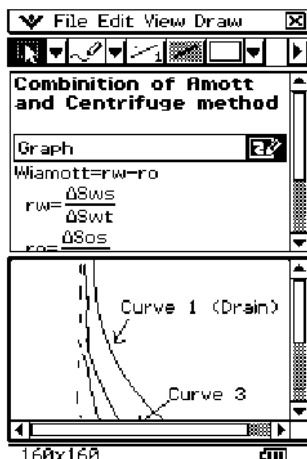 File Edit View Draw
Combinition of Amott
and Centrifuge method
Graph
Wiamott=rw-ro
rw=ΔSws/ΔSwt
ro=ΔSos
Curve 1 (Drain)
Curve 3
160x160